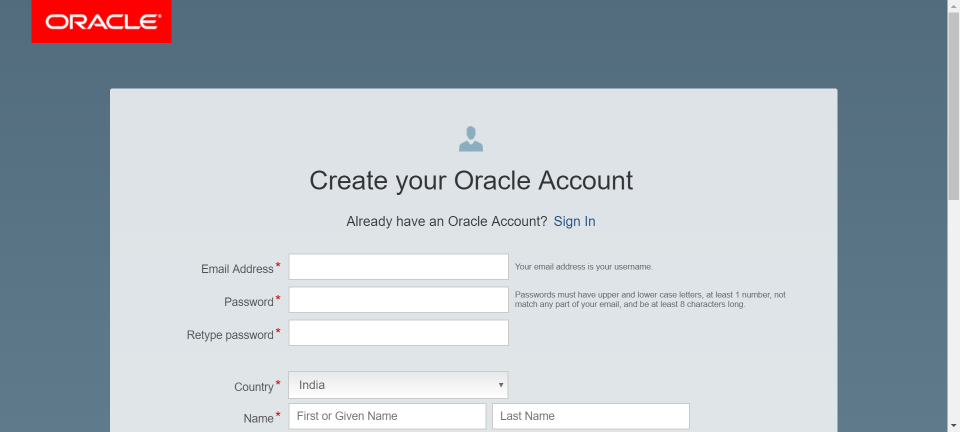 ORACLE®
Create your Oracle Account
Already have an Oracle Account? Sign In
Email Address* Your email address is your username.
Password* Passwords must have upper and lower case letters, at least 1 number, not
match any part of your email, and be at least 8 characters long.
Retype password*
Country* India
Name* First or Given Name Last Name